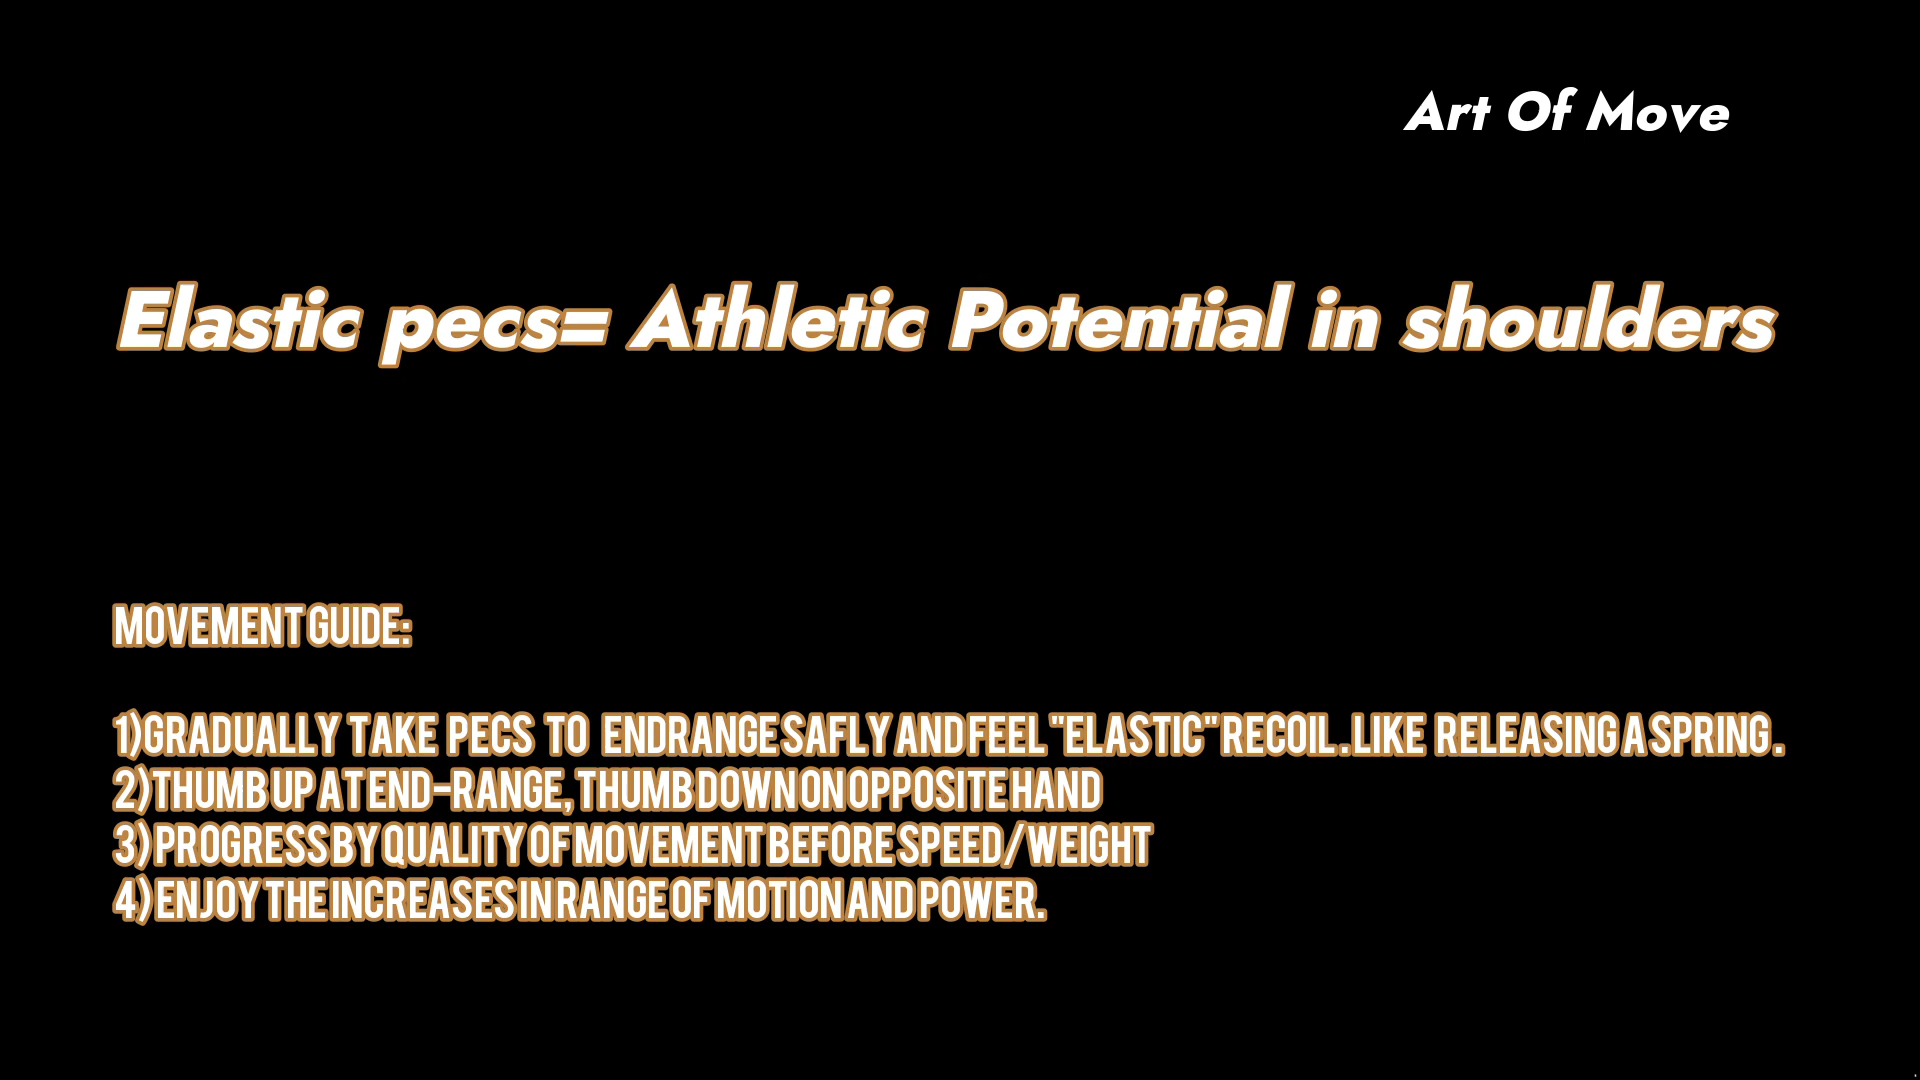 Art Of Move
Elastic pecs= Athletic Potential in shoulders
MOVEMENT GUIDE:
1)GRADUALLY TAKE PECS TO ENDRANGE SAFLY AND FEEL "ELASTIC" RECOIL. LIKE RELEASING A SPRING.
2)THUMB UP AT END-RANGE, THUMB DOWN ON OPPOSITE HAND
3) PROGRESS BY QUALITY OF MOVEMENT BEFORE SPEED/WEIGHT
4) ENJOY THE INCREASES IN RANGE OF MOTION AND POWER.